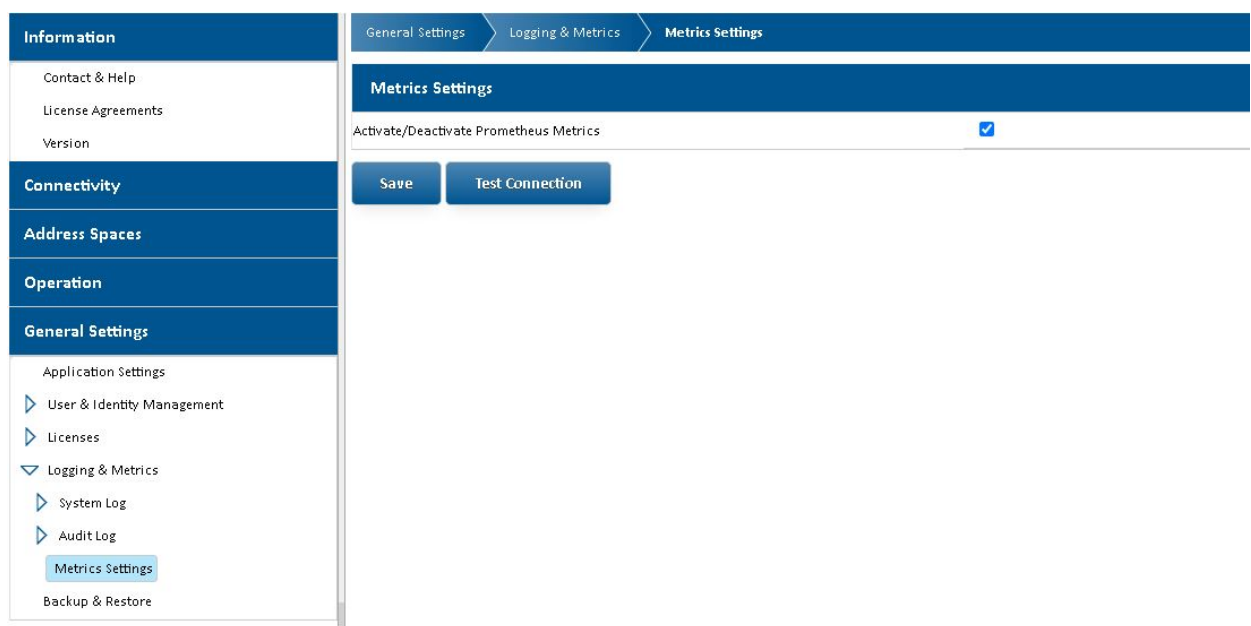 Information
Contact & Help
License Agreements
Version
Connectivity
Address Spaces
Operation
General Settings
Application Settings
User & Identity Management
Licenses
Logging & Metrics
System Log
Audit Log
Metrics Settings
Backup & Restore
General Settings Logging & Metrics Metrics Settings
Metrics Settings
Activate/Deactivate Prometheus Metrics
Save Test Connection